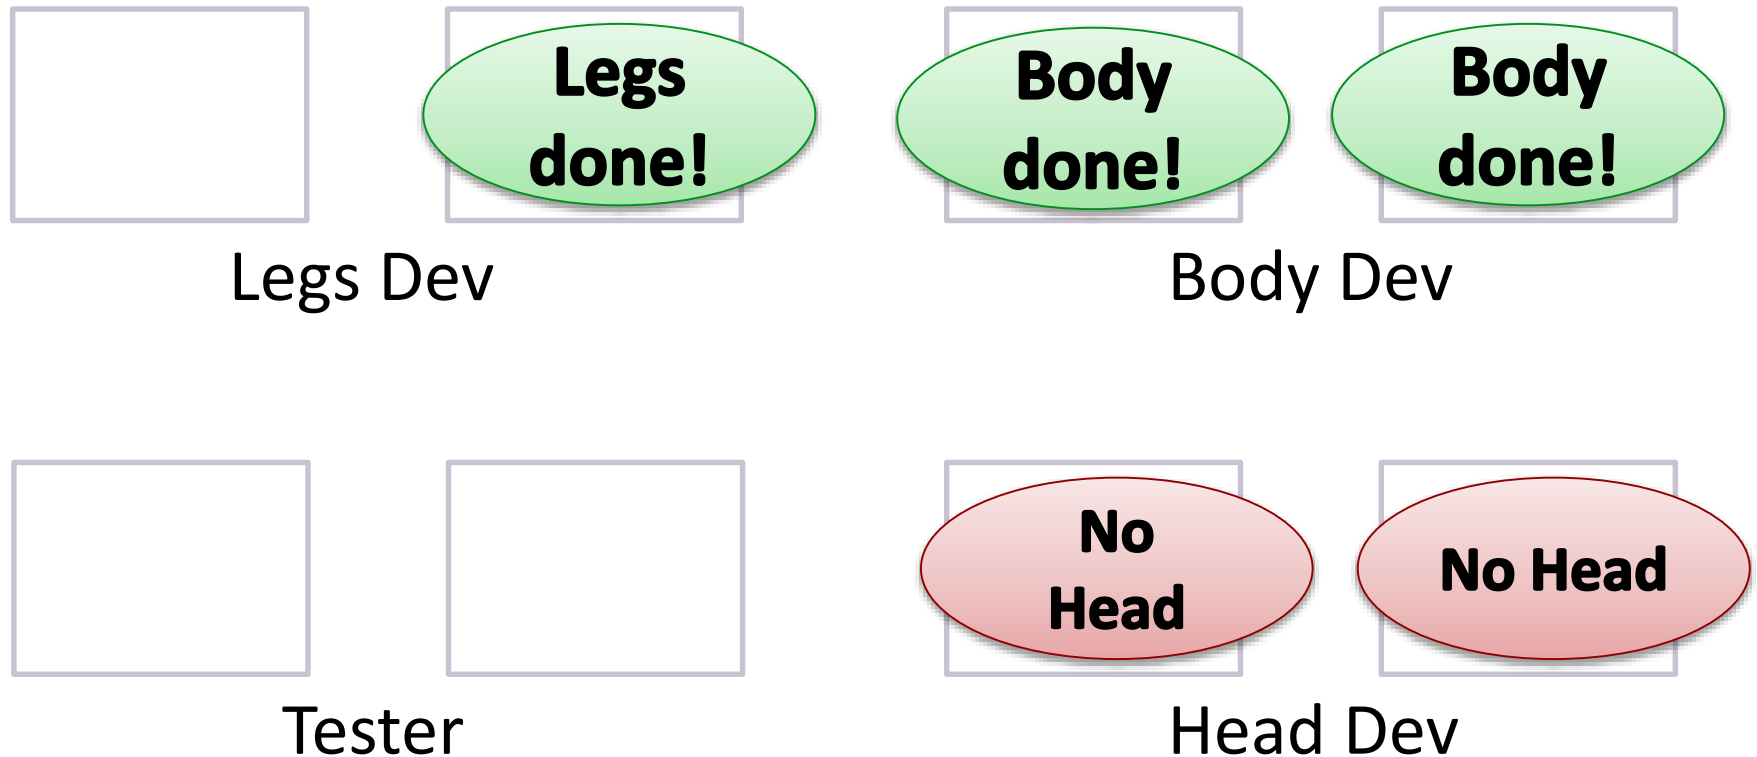 Legs
done!
Body
done!
Body
done!
Legs Dev
Body Dev
No
Head
No Head
Tester
Head Dev